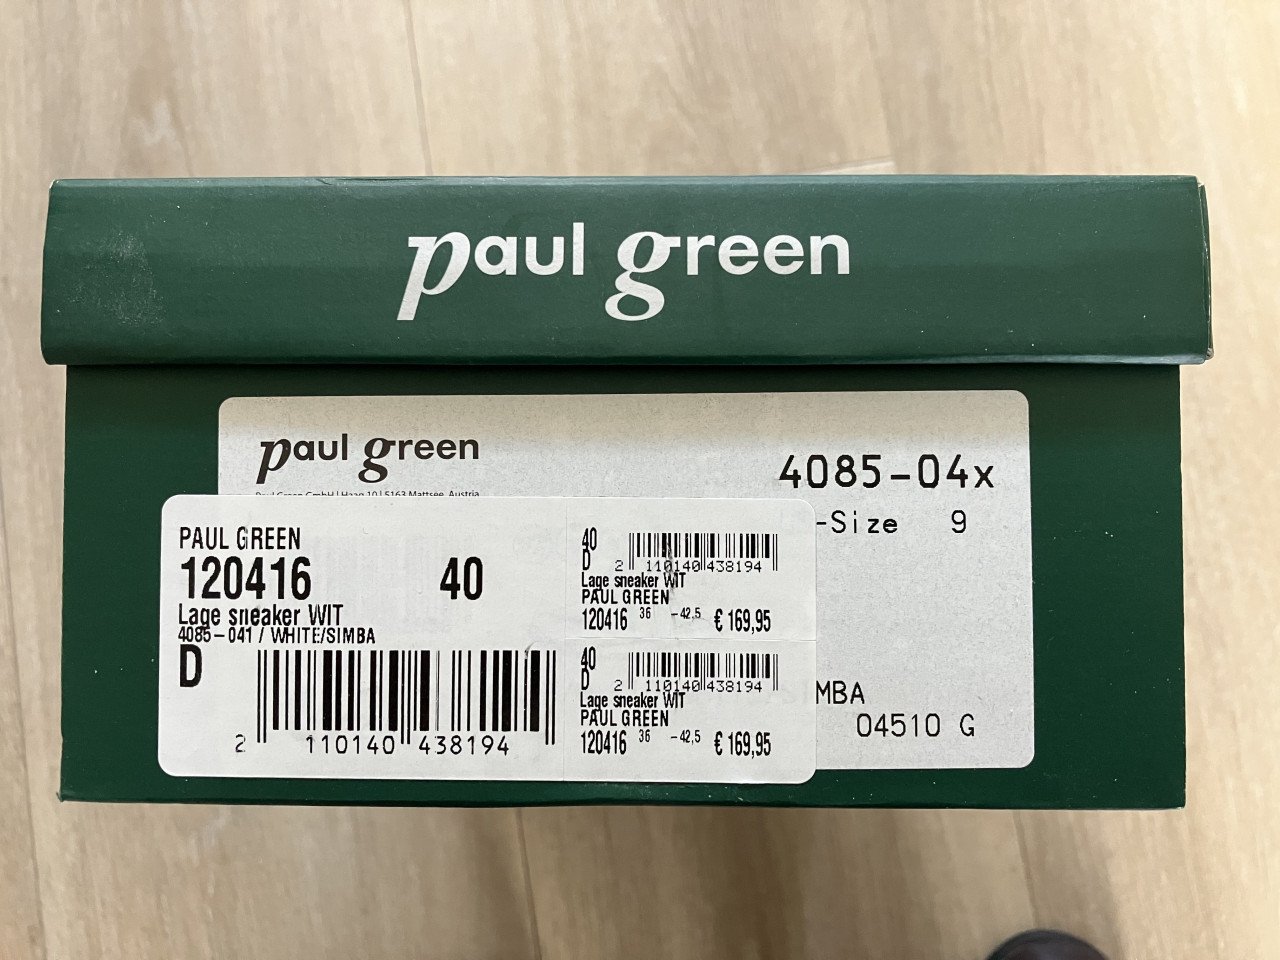 paul green
paul green
4085-04x
-Size 9
PAUL GREEN
120416 40
Lage sneaker WIT
4085-041 / WHITE/SIMBA
D
2 110140 438194
40
D
2 110140 438194
Lage sneaker WIT
PAUL GREEN
120416 36 -42,5 € 169,95
40
D
2 110140 438194
Lage sneaker WIT
PAUL GREEN
120416 36 -42,5 € 169,95
MBA
04510 G